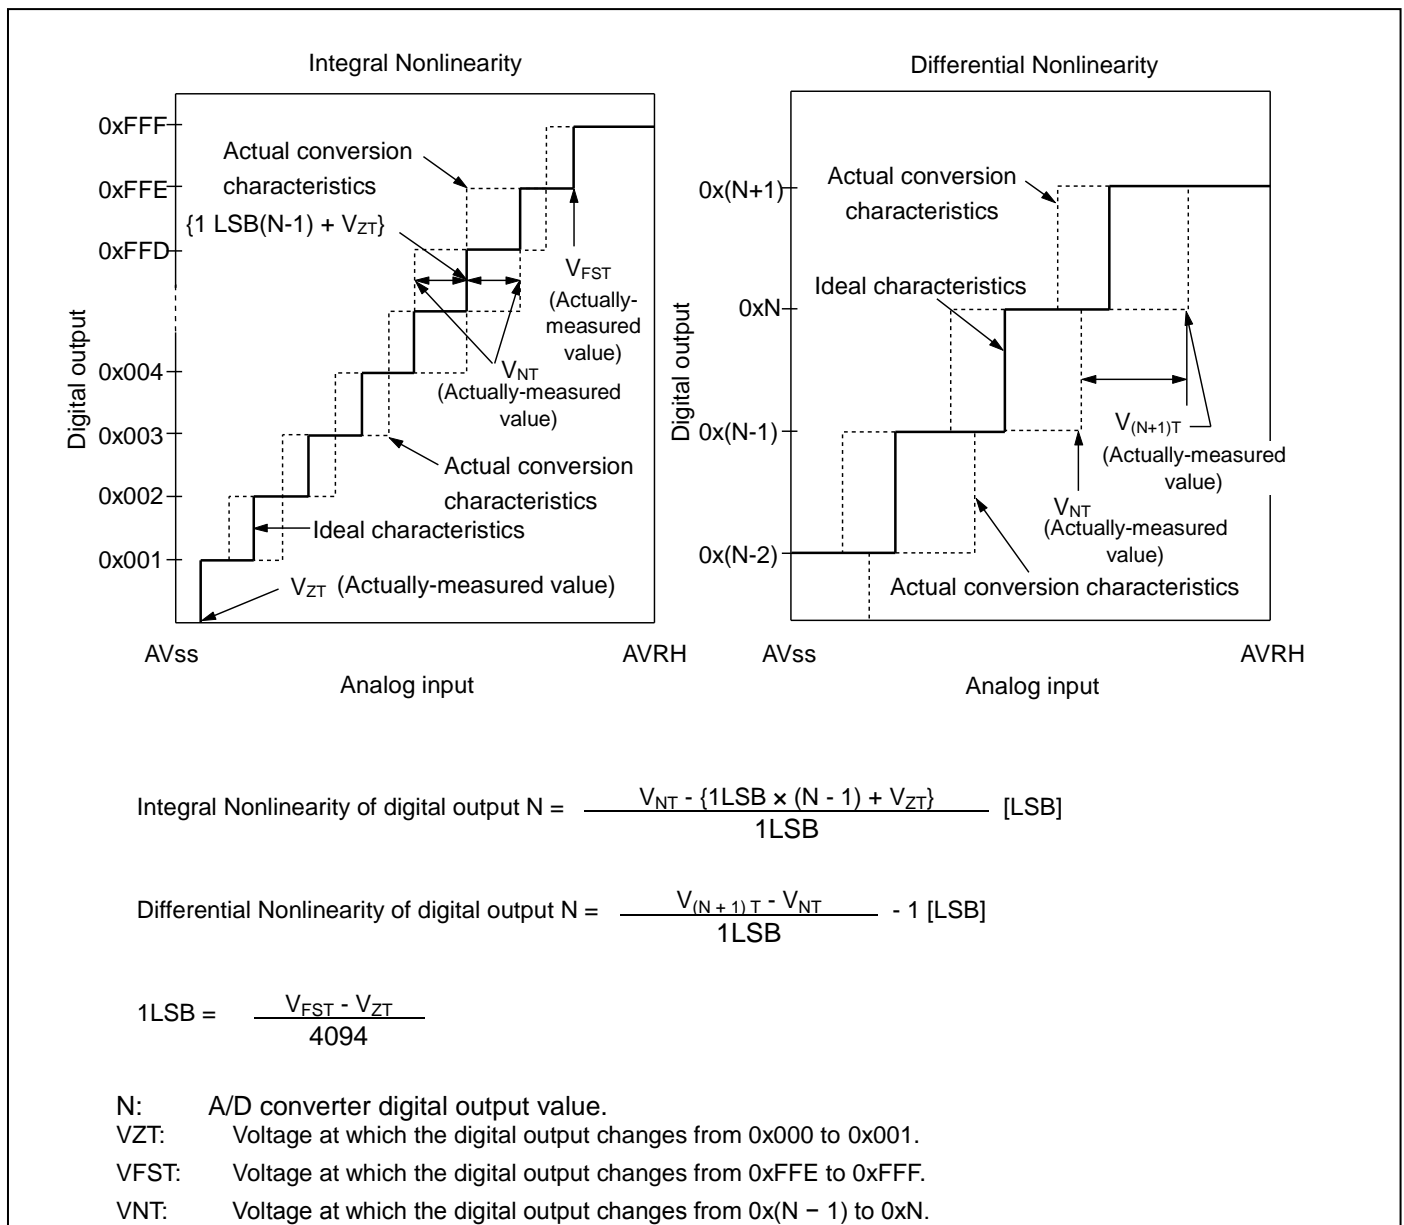 Integral Nonlinearity
0xFFF
0xFFE
0xFFD
0x004
0x003
0x002
0x001
Digital output
Actual conversion
characteristics
{1 LSB(N-1) + VZT}
VFST
(Actually-
measured
value)
VNT
(Actually-measured
value)
Actual conversion
characteristics
Ideal characteristics
VZT (Actually-measured value)
AVss
AVRH
Analog input
Differential Nonlinearity
0x(N+1)
0xN
0x(N-1)
0x(N-2)
Digital output
Actual conversion
characteristics
Ideal characteristics
V(N+1)T
(Actually-measured
value)
VNT
(Actually-measured
value)
Actual conversion characteristics
AVss
AVRH
Analog input
Integral Nonlinearity of digital output N = VNT - {1LSB × (N - 1) + VZT} [LSB]
1LSB
Differential Nonlinearity of digital output N = V(N + 1) T - VNT - 1 [LSB]
1LSB
1LSB = VFST - VZT
4094
N: A/D converter digital output value.
VZT: Voltage at which the digital output changes from 0x000 to 0x001.
VFST: Voltage at which the digital output changes from 0xFFE to 0xFFF.
VNT: Voltage at which the digital output changes from 0x(N − 1) to 0xN.